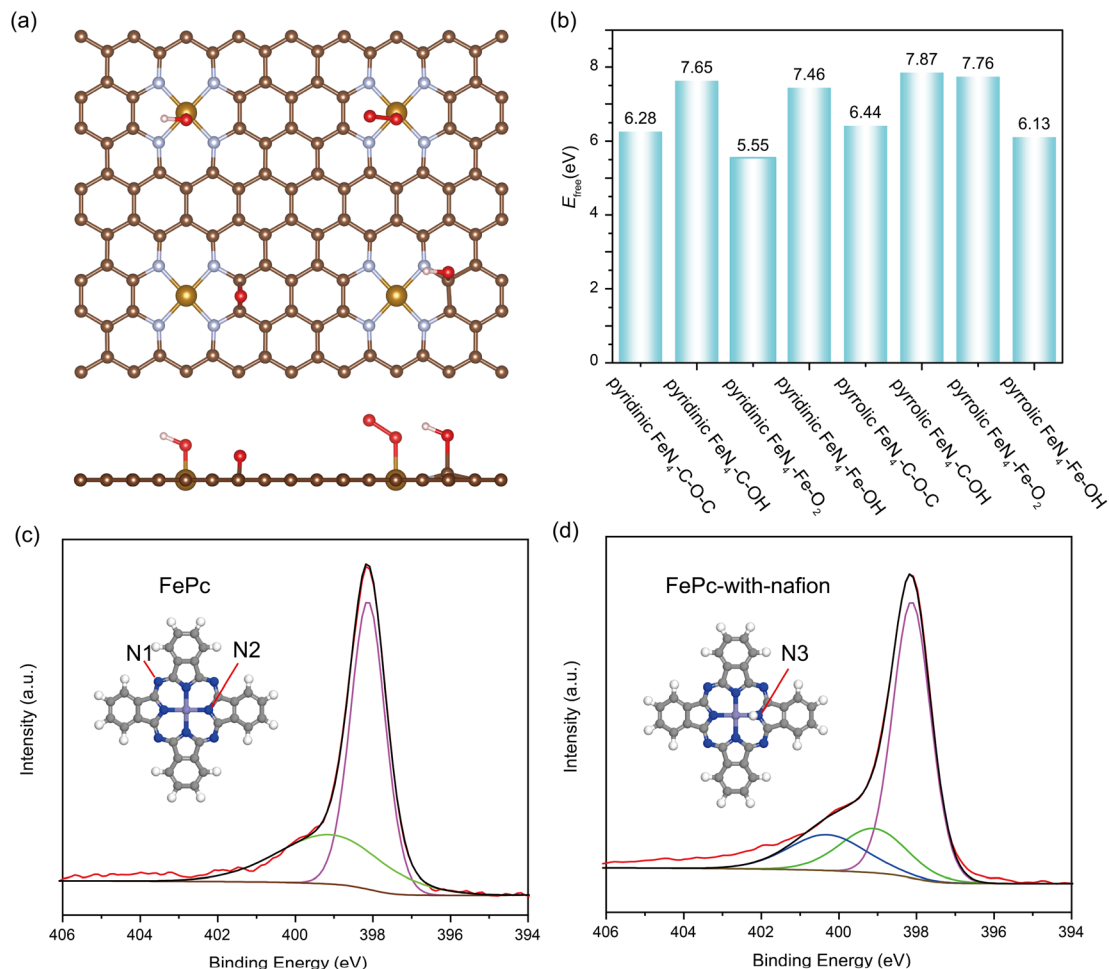 (a)
(b)
E_free(eV)
8
6
4
2
0
6.28
7.65
5.55
7.46
6.44
7.87
7.76
6.13
pyridinic FeN₄-C-O-C
pyridinic FeN₄-C-OH
pyridinic FeN₄-Fe-O₂
pyridinic FeN₄-Fe-OH
pyrrolic FeN₄-C-O-C
pyrrolic FeN₄-C-OH
pyrrolic FeN₄-Fe-O₂
pyrrolic FeN₄-Fe-OH
(c)
FePc
N1
N2
Intensity (a.u.)
406 404 402 400 398 396 394
Binding Energy (eV)
(d)
FePc-with-nafion
N3
Intensity (a.u.)
406 404 402 400 398 396 394
Binding Energy (eV)